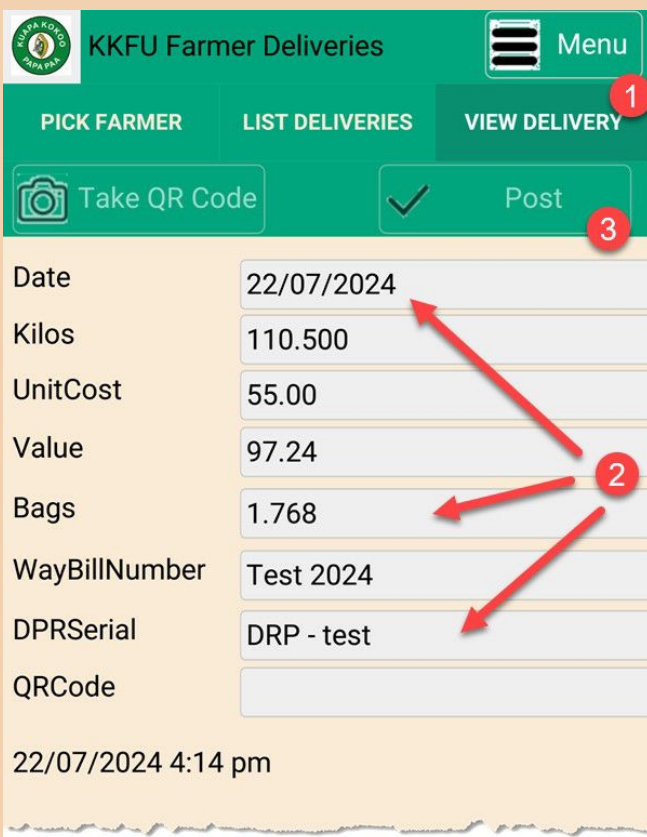 KUAPA KOKOO
PAPA PAA
KKFU Farmer Deliveries
Menu
1
PICK FARMER LIST DELIVERIES VIEW DELIVERY
Take QR Code Post
3
Date 22/07/2024
Kilos 110.500
UnitCost 55.00
Value 97.24
2
Bags 1.768
WayBillNumber Test 2024
DPRSerial DRP - test
QRCode
22/07/2024 4:14 pm